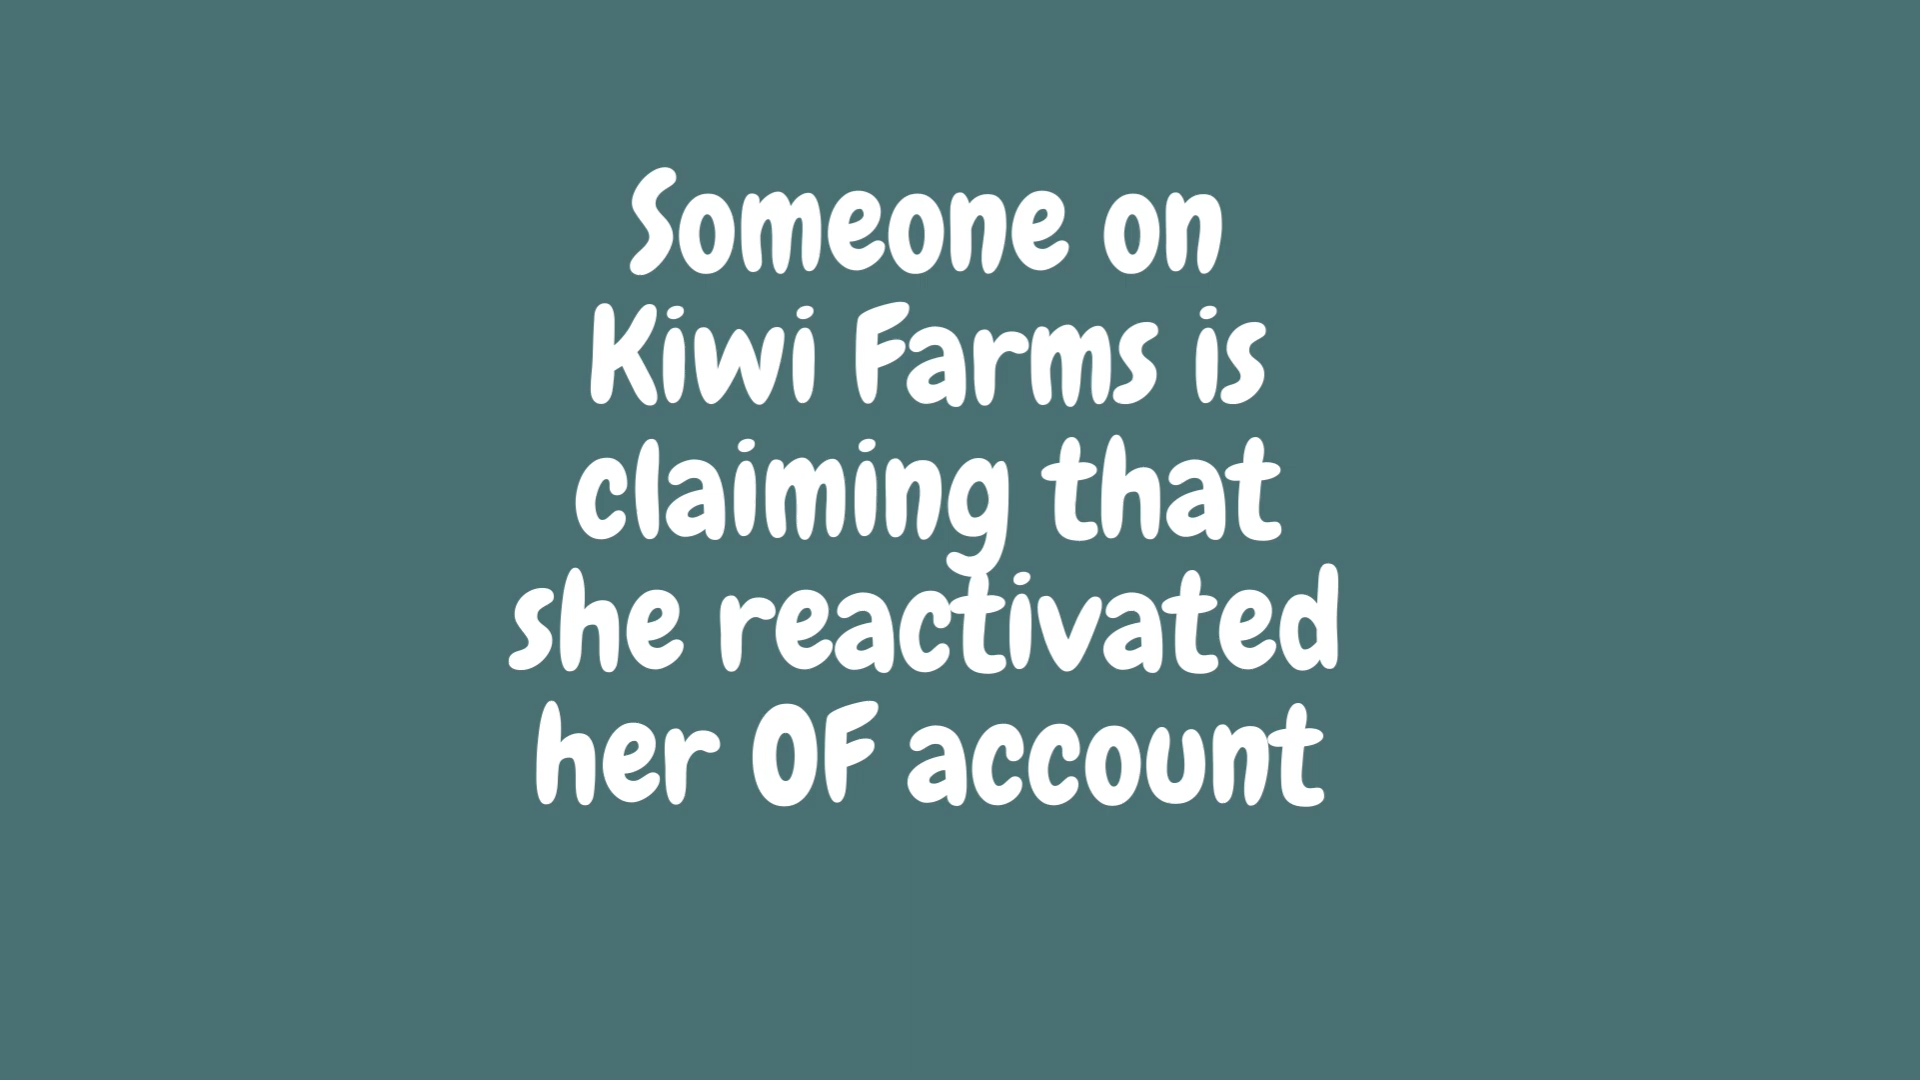 Someone on
Kiwi Farms is
claiming that
she reactivated
her OF account